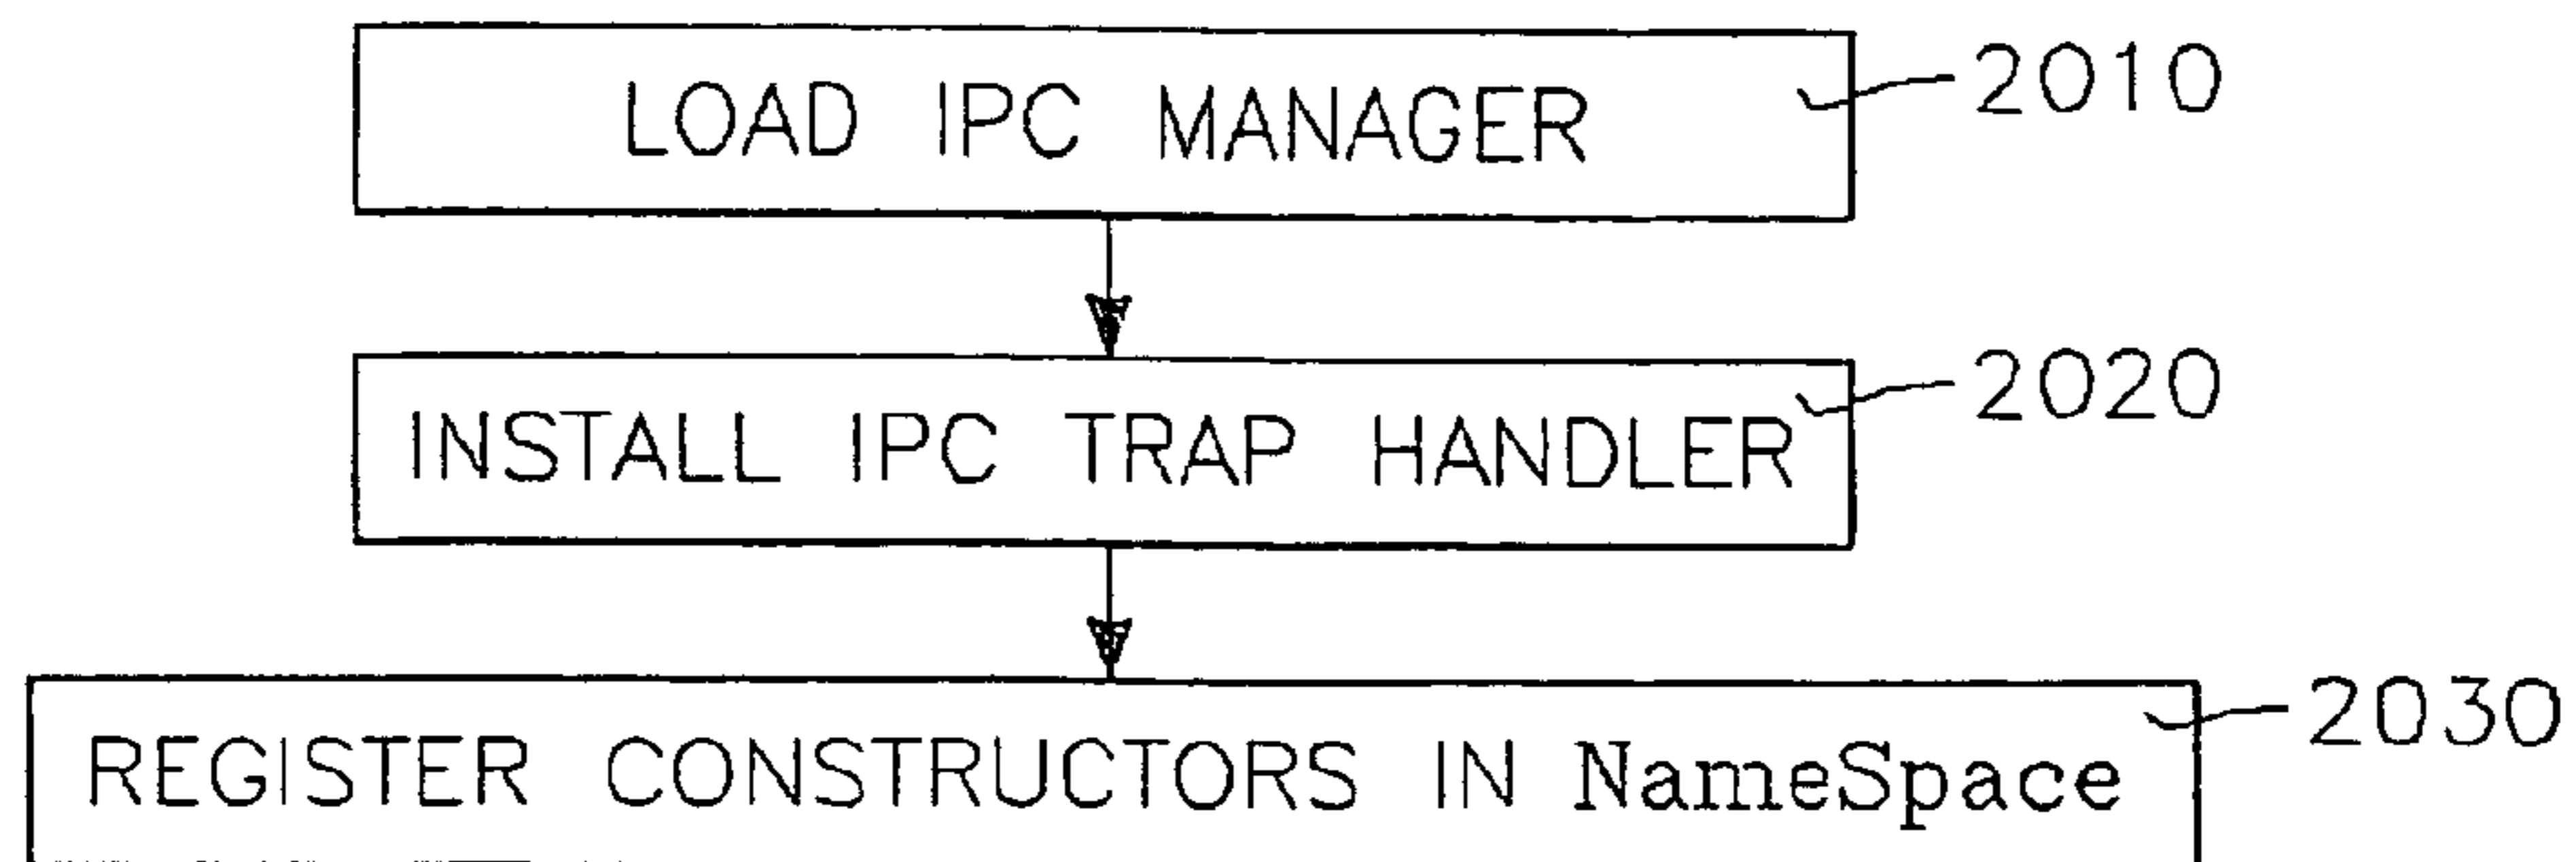 LOAD IPC MANAGER
2010
INSTALL IPC TRAP HANDLER
2020
REGISTER CONSTRUCTORS IN NameSpace
2030